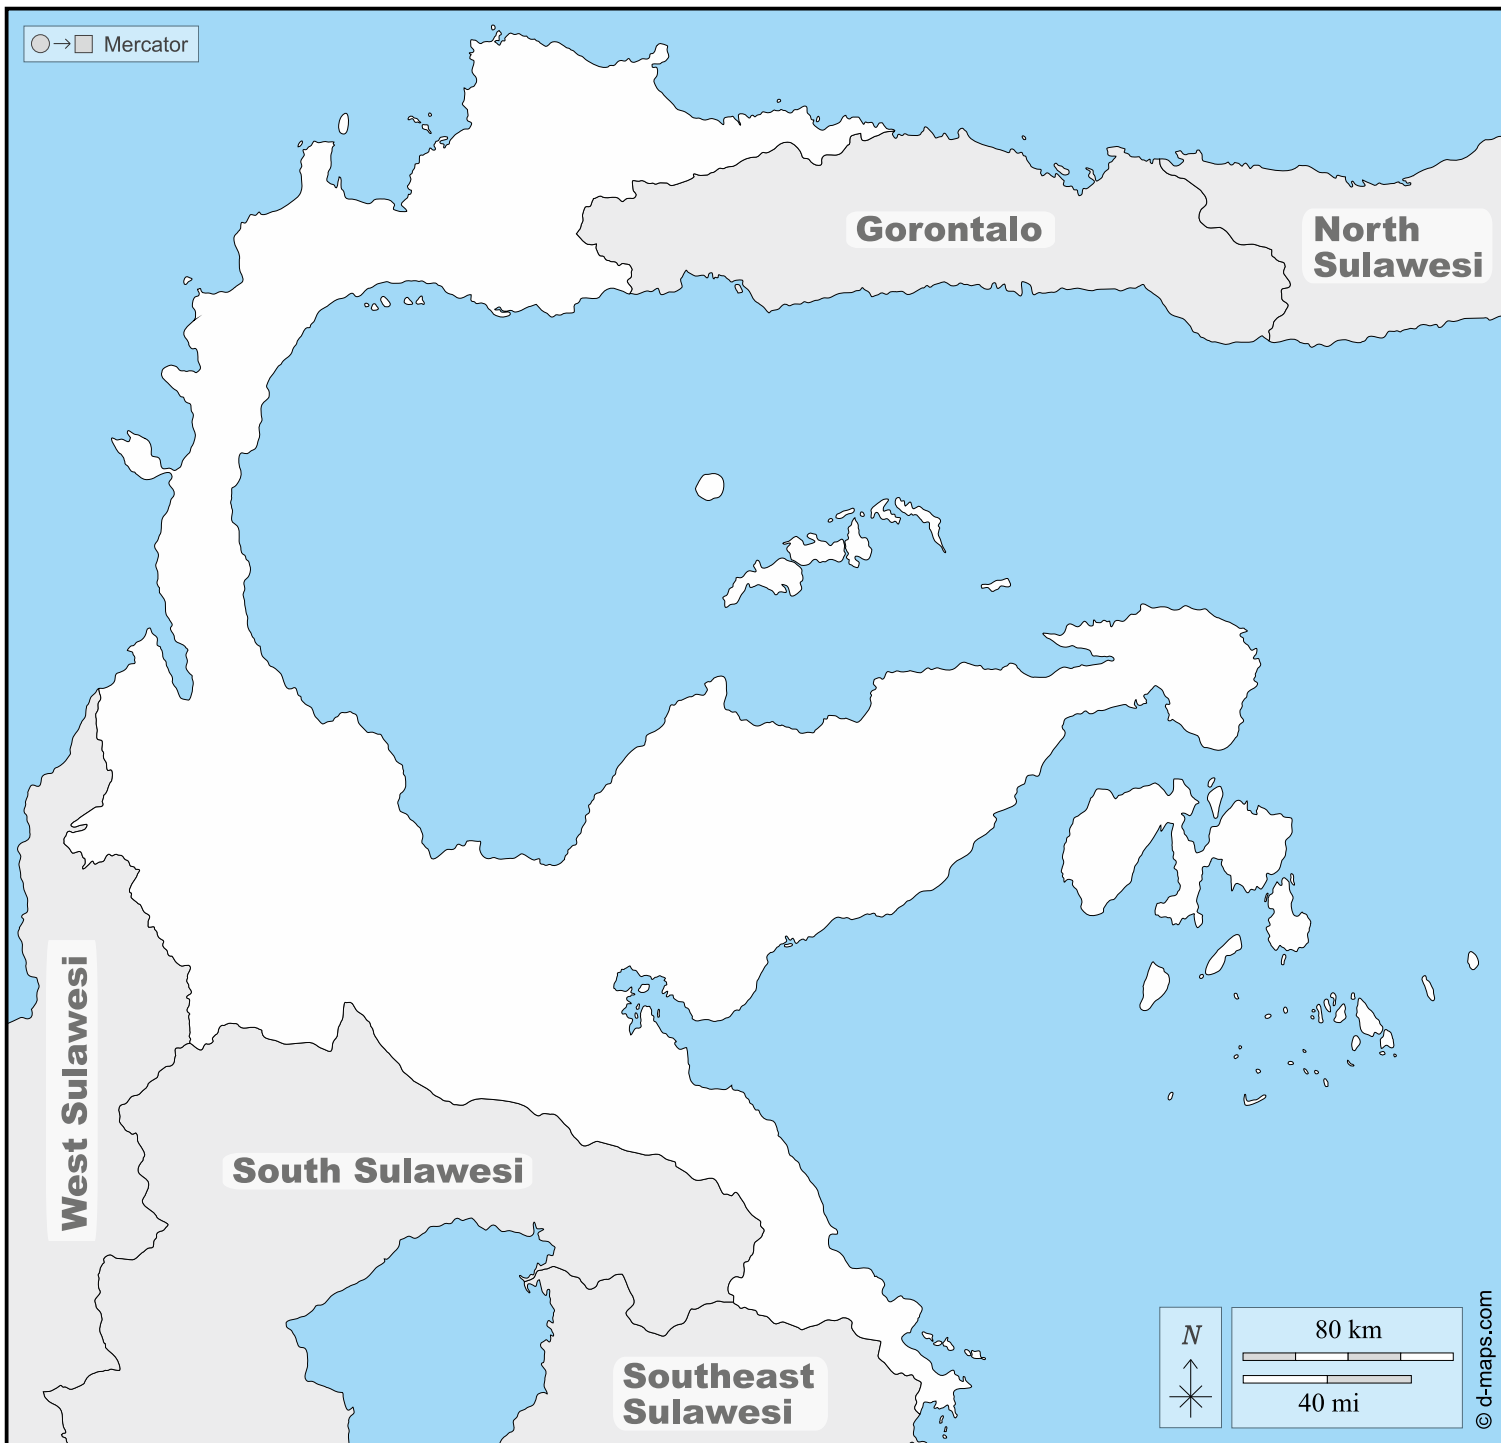 Mercator
Gorontalo
North
Sulawesi
West Sulawesi
South Sulawesi
Southeast
Sulawesi
N
80 km
40 mi
© d-maps.com